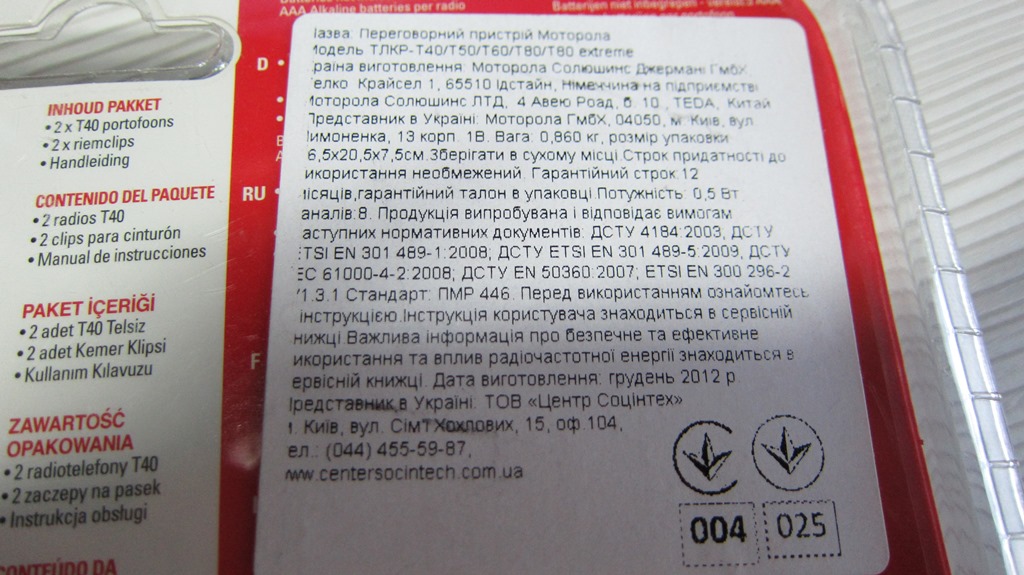 AAA Alkaline batteries per radio
INHOUD PAKKET
• 2 x T40 portofoons
• 2 x riemclips
• Handleiding
CONTENIDO DEL PAQUETE
• 2 radios T40
• 2 clips para cinturón
• Manual de instrucciones
PAKET İÇERİĞİ
• 2 adet T40 Telsiz
• 2 adet Kemer Klipsi
• Kullanım Kılavuzu
ZAWARTOŚĆ
OPAKOWANIA
• 2 radiotelefony T40
• 2 zaczepy na pasek
• Instrukcja obsługi
CONTEÚDO DA
D •
RU
F
азва: Переговорний пристрій Моторола
одель ТЛКР-Т40/Т50/Т60/Т80/Т80 extreme
раїна виготовлення: Моторола Солюшинс Джермані ГмбХ,
елко Крайсел 1, 65510 Ідстайн, Німеччина на підприємстві
оторола Солюшинс ЛТД, 4 Авею Роад, б. 10., TEDA, Китай
Представник в Україні: Моторола ГмбХ, 04050, м. Київ, вул
имоненка, 13 корп. 1В. Вага: 0,860 кг, розмір упаковки
6,5х20,5х7,5см.Зберігати в сухому місці.Строк придатності до
икористання необмежений. Гарантійний строк 12
ісяців,гарантійний талон в упаковці.Потужність: 0,5 Вт
аналів:8. Продукція випробувана і відповідає вимогам
аступних нормативних документів: ДСТУ 4184:2003, ДСТУ
ETSI EN 301 489-1:2008; ДСТУ ETSI EN 301 489-5:2009, ДСТУ
ЕС 61000-4-2:2008; ДСТУ EN 50360:2007; ETSI EN 300 296-2
V1.3.1 Стандарт: ПМР 446. Перед використанням ознайомтесь
інструкцією.Інструкція користувача знаходиться в сервісній
нижці.Важлива інформація про безпечне та ефективне
икористання та вплив радіочастотної енергії знаходиться в
ервісній книжці. Дата виготовлення: грудень 2012 р.
Представник в Україні: ТОВ «Центр Соцінтех»
. Київ, вул. Сім'ї Хохлових, 15, оф.104,
ел.: (044) 455-59-87,
www.centersocintech.com.ua
004 025